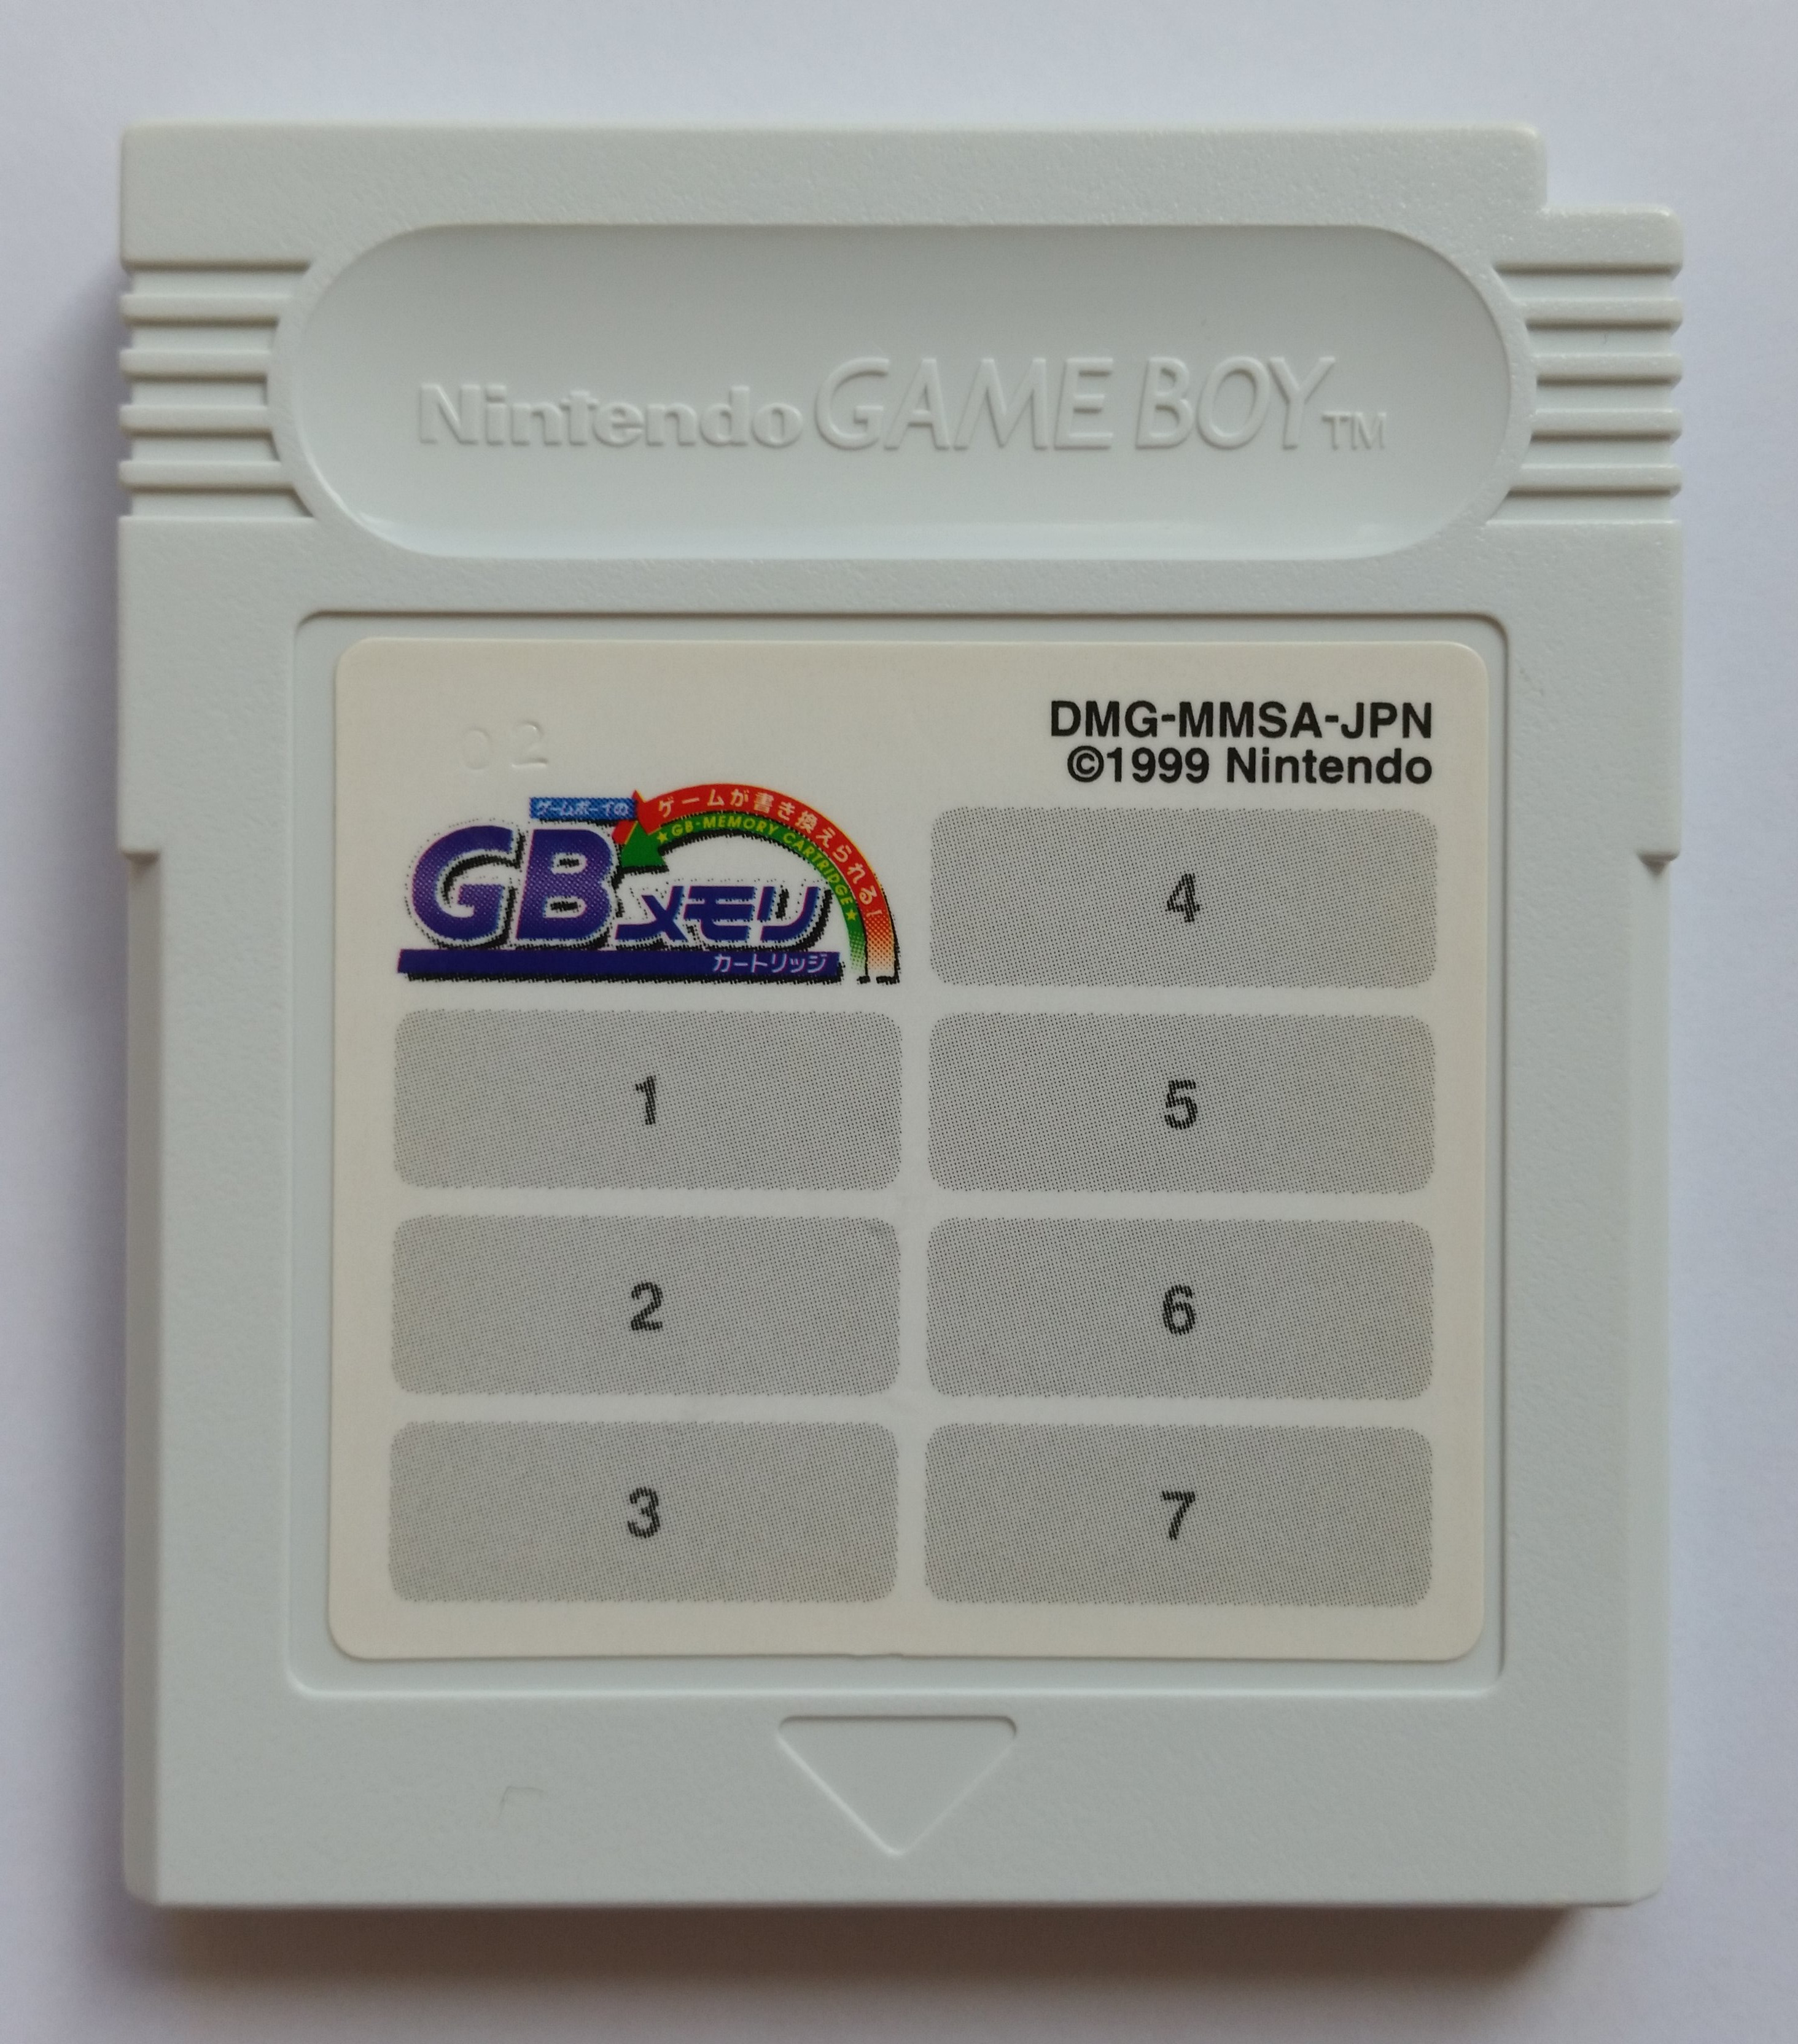 Nintendo GAME BOY TM
02
DMG-MMSA-JPN
©1999 Nintendo
ゲームボーイの
ゲームが書き換えられる!
★GB-MEMORY CARTRIDGE★
GBメモリ
カートリッジ
4
1
5
2
6
3
7